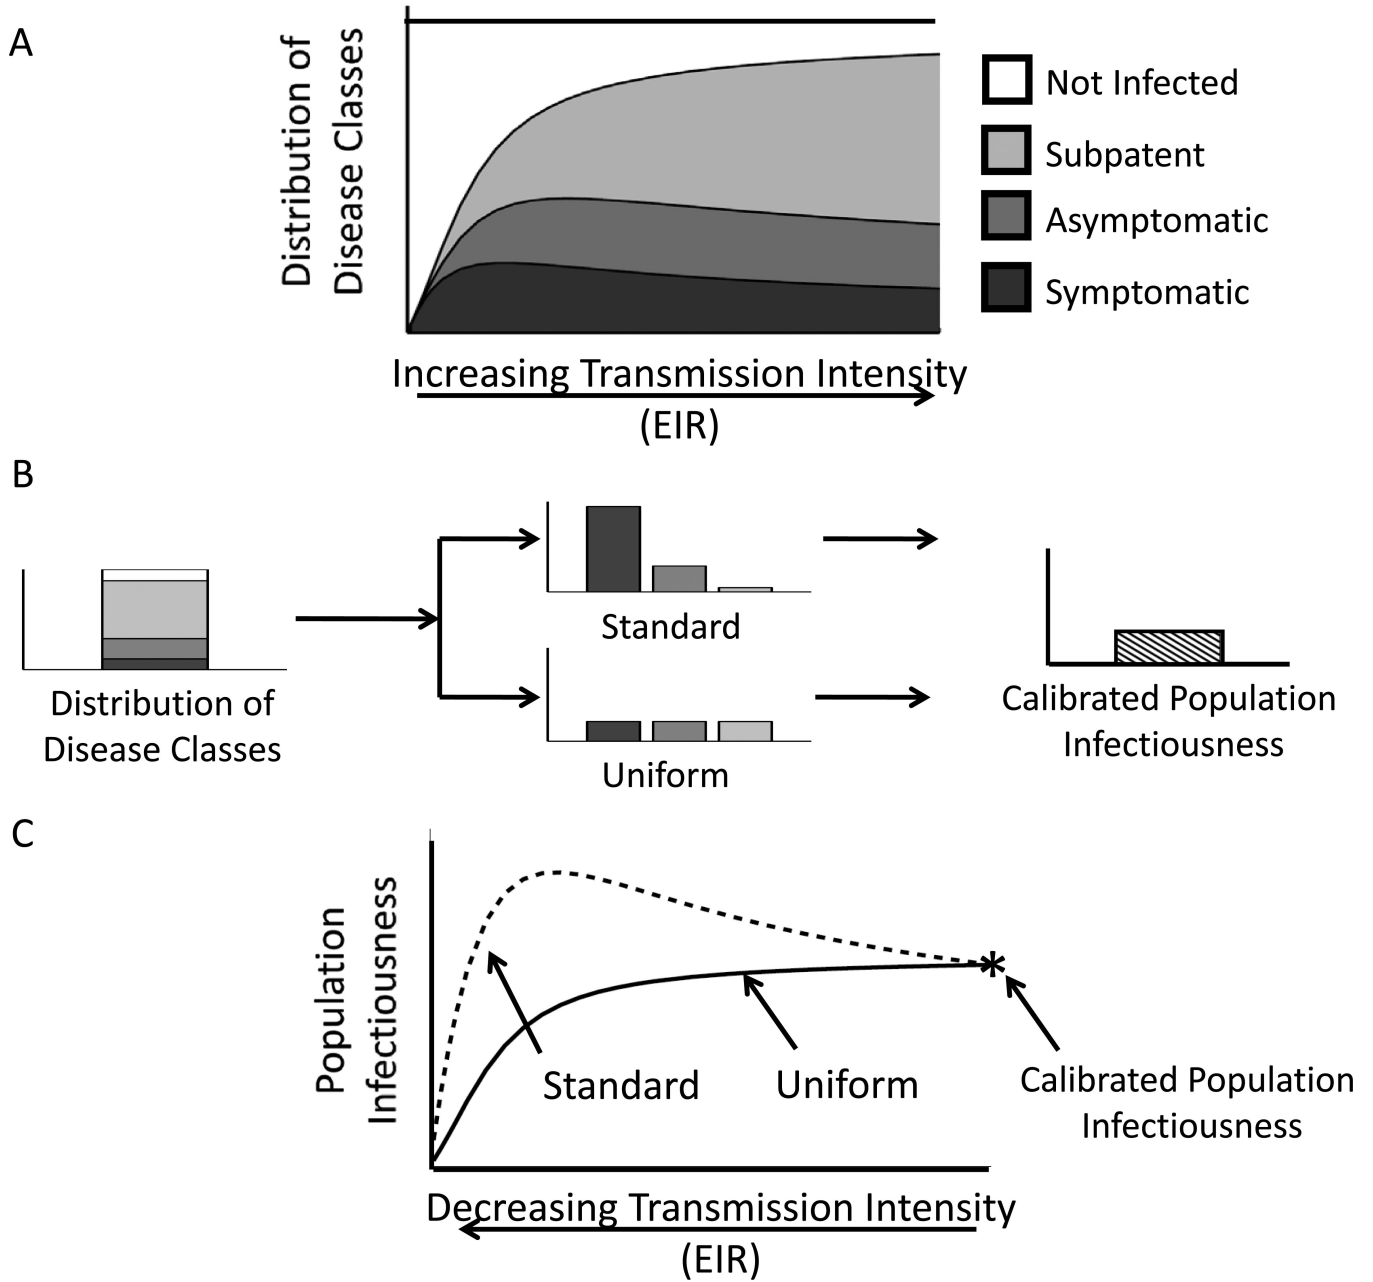 A
Distribution of
Disease Classes
Not Infected
Subpatent
Asymptomatic
Symptomatic
Increasing Transmission Intensity
(EIR)
B
Standard
Uniform
Distribution of
Disease Classes
Calibrated Population
Infectiousness
C
Population
Infectiousness
Standard
Uniform
Calibrated Population
Infectiousness
Decreasing Transmission Intensity
(EIR)